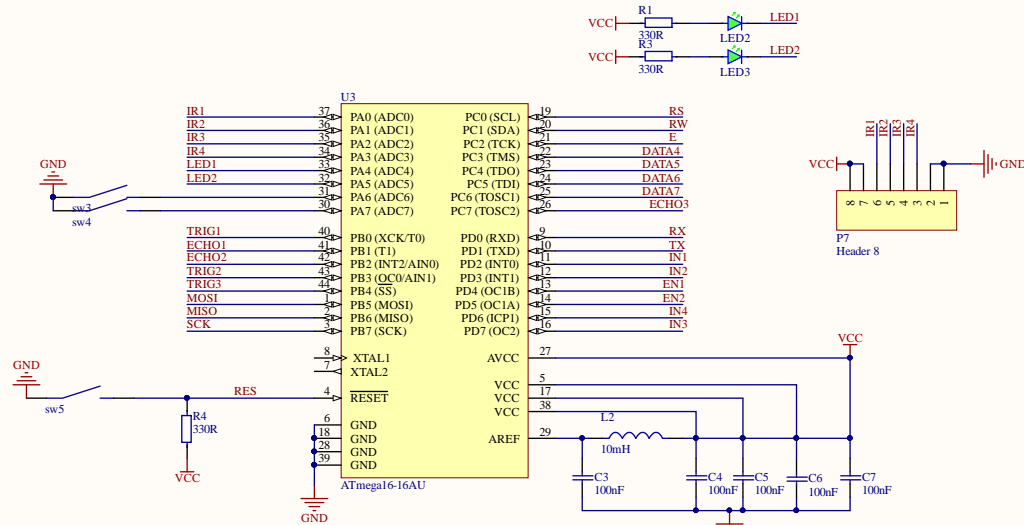 R1
VCC
330R
LED2
LED1
R3
VCC
330R
LED3
LED2
U3
IR1 37 PA0 (ADC0) PC0 (SCL) 19 RS
IR2 36 PA1 (ADC1) PC1 (SDA) 20 RW
IR3 35 PA2 (ADC2) PC2 (TCK) 21 E
IR4 34 PA3 (ADC3) PC3 (TMS) 22 DATA4
LED1 33 PA4 (ADC4) PC4 (TDO) 23 DATA5
LED2 32 PA5 (ADC5) PC5 (TDI) 24 DATA6
31 PA6 (ADC6) PC6 (TOSC1) 25 DATA7
30 PA7 (ADC7) PC7 (TOSC2) 26 ECHO3
GND
sw3
sw4
TRIG1 40 PB0 (XCK/T0) PD0 (RXD) 9 RX
ECHO1 41 PB1 (T1) PD1 (TXD) 10 TX
ECHO2 42 PB2 (INT2/AIN0) PD2 (INT0) 11 IN1
TRIG2 43 PB3 (OC0/AIN1) PD3 (INT1) 12 IN2
TRIG3 44 PB4 (SS) PD4 (OC1B) 13 EN1
MOSI 1 PB5 (MOSI) PD5 (OC1A) 14 EN2
MISO 2 PB6 (MISO) PD6 (ICP1) 15 IN4
SCK 3 PB7 (SCK) PD7 (OC2) 16 IN3
8 XTAL1 AVCC 27
7 XTAL2
VCC 5
RES 4 RESET VCC 17
VCC 38
6 GND
18 GND AREF 29
28 GND
39 GND
ATmega16-16AU
GND
GND
sw5
R4
330R
VCC
IR1 IR2 IR3 IR4
VCC
GND
8 7 6 5 4 3 2 1
P7
Header 8
VCC
L2
10mH
C3
100nF
C4
100nF
C5
100nF
C6
100nF
C7
100nF